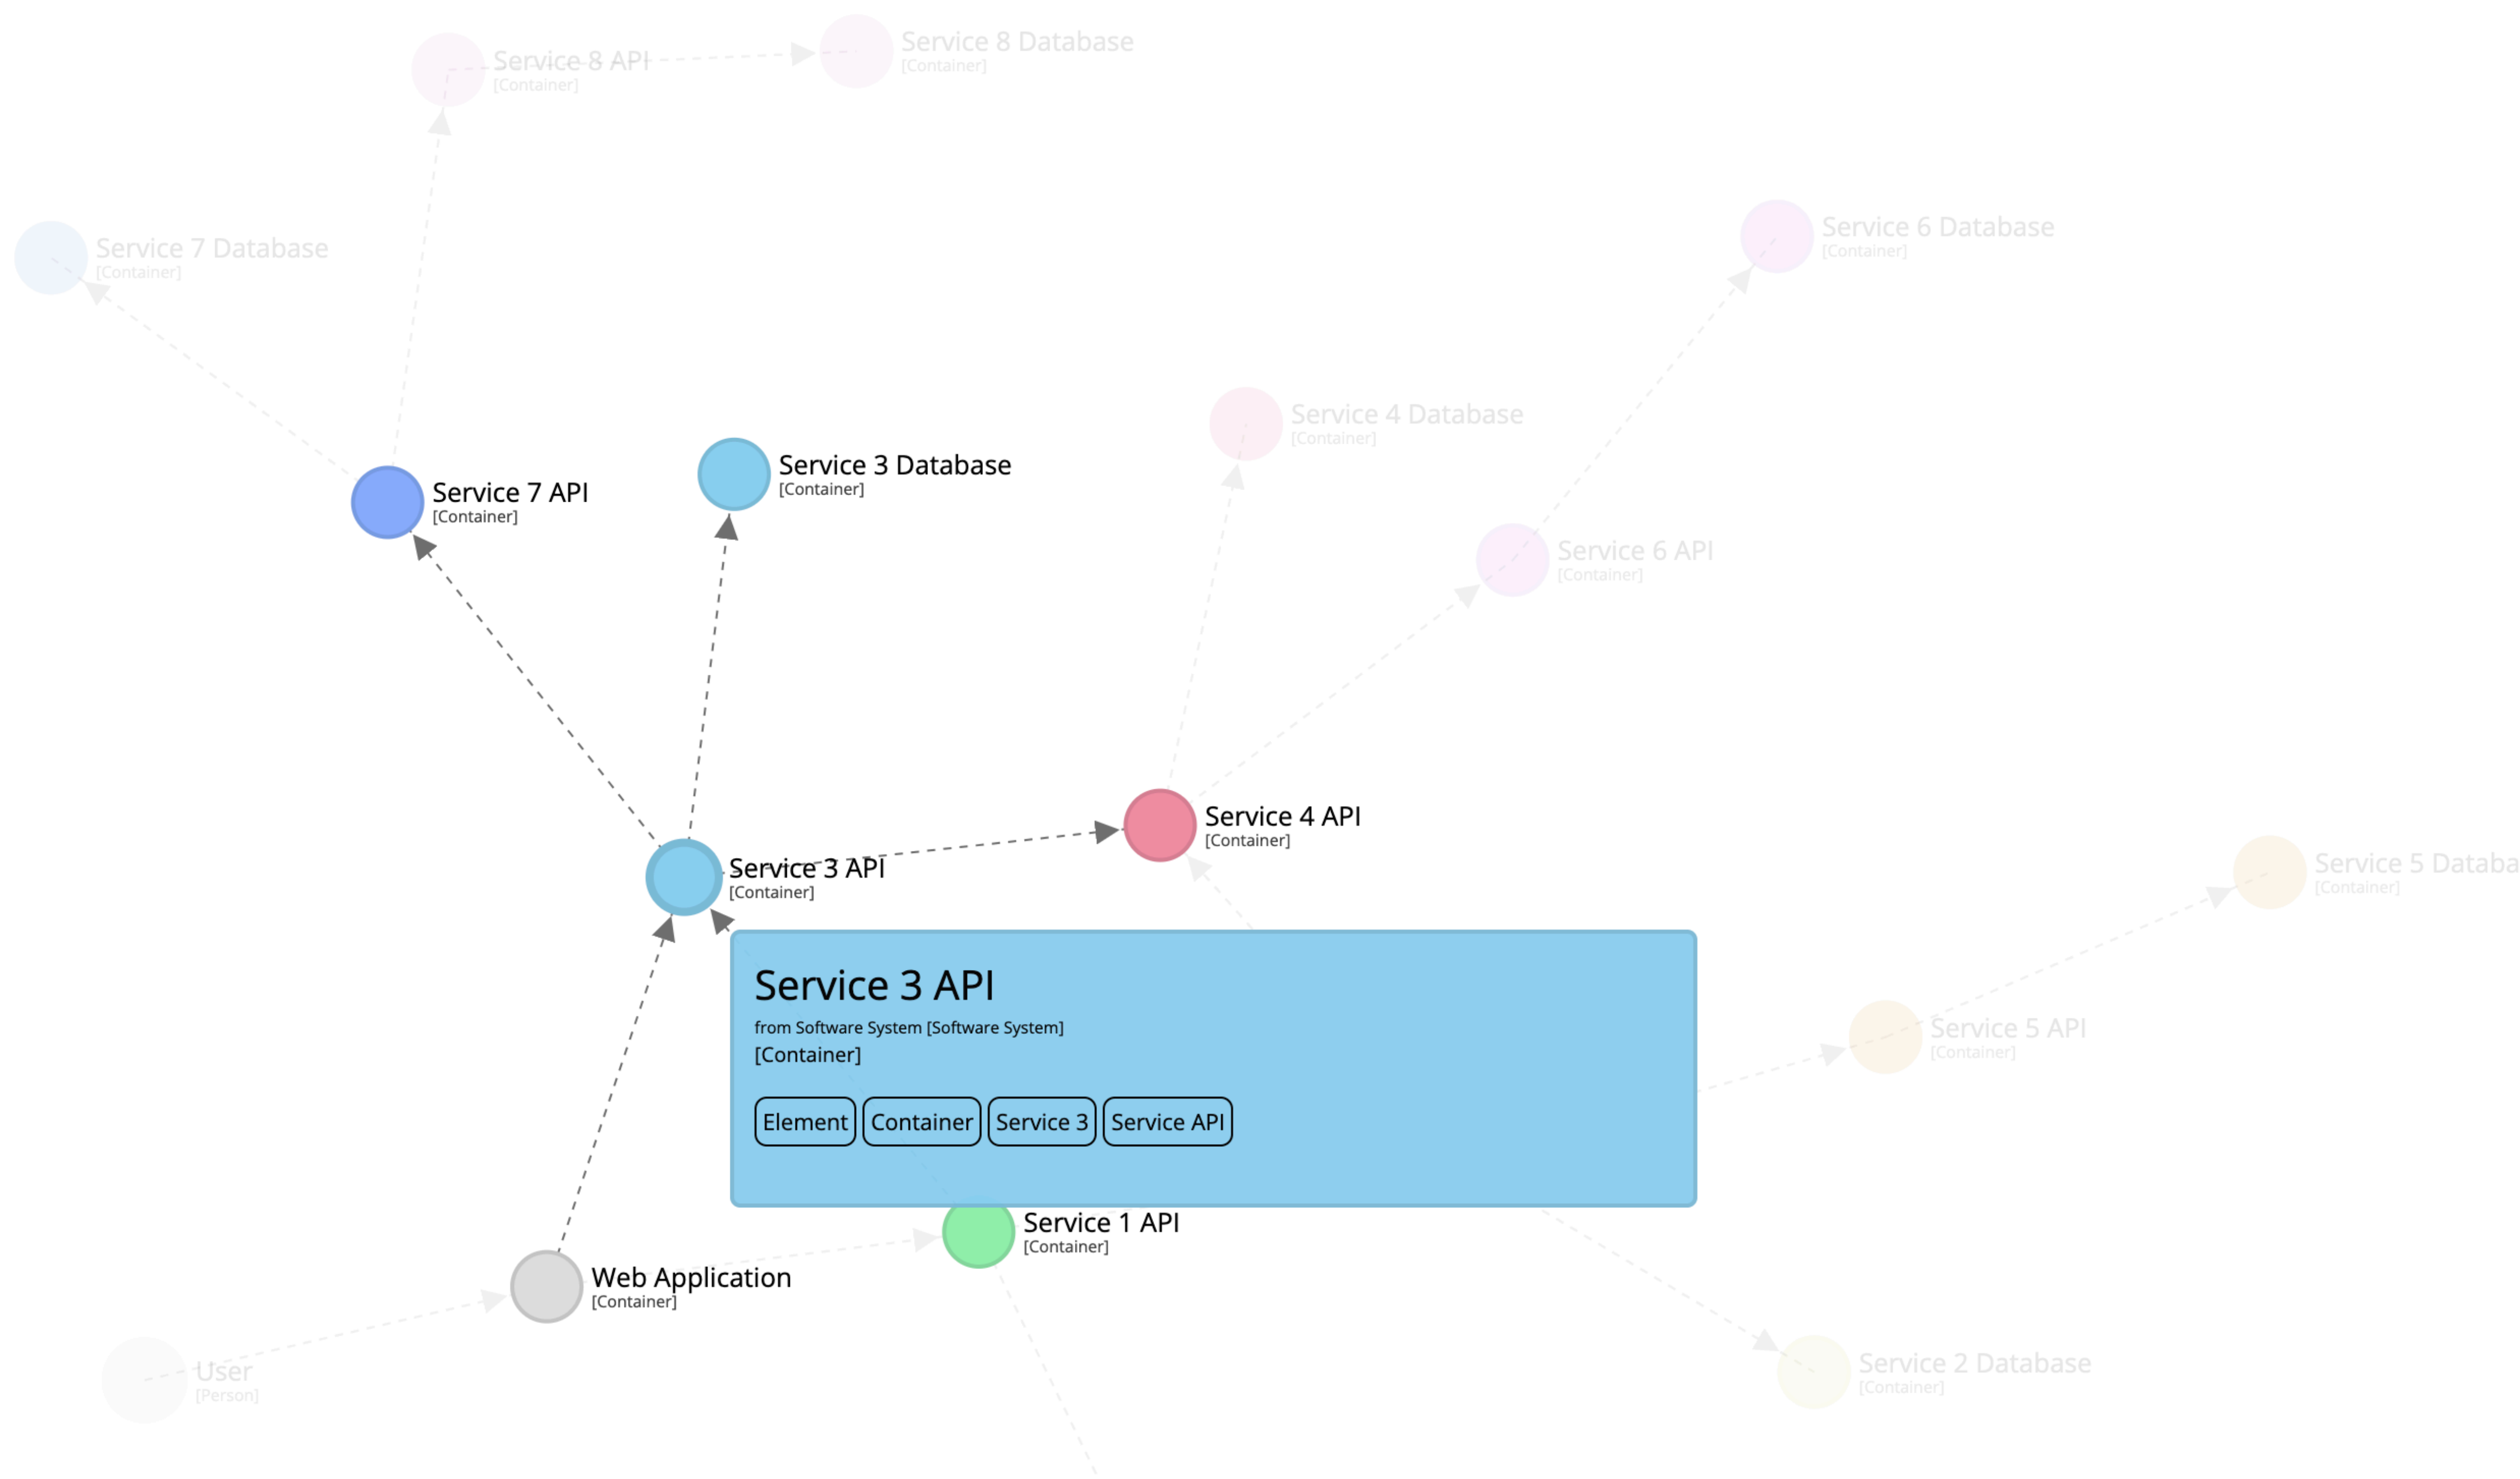 Service 8 API
[Container]
Service 8 Database
[Container]
Service 7 Database
[Container]
Service 6 Database
[Container]
Service 4 Database
[Container]
Service 3 Database
[Container]
Service 7 API
[Container]
Service 6 API
[Container]
Service 4 API
[Container]
Service 3 API
[Container]
Service 5 Databa
[Container]
Service 3 API
from Software System [Software System]
[Container]
Element Container Service 3 Service API
Service 5 API
[Container]
Service 1 API
[Container]
Web Application
[Container]
User
[Person]
Service 2 Database
[Container]